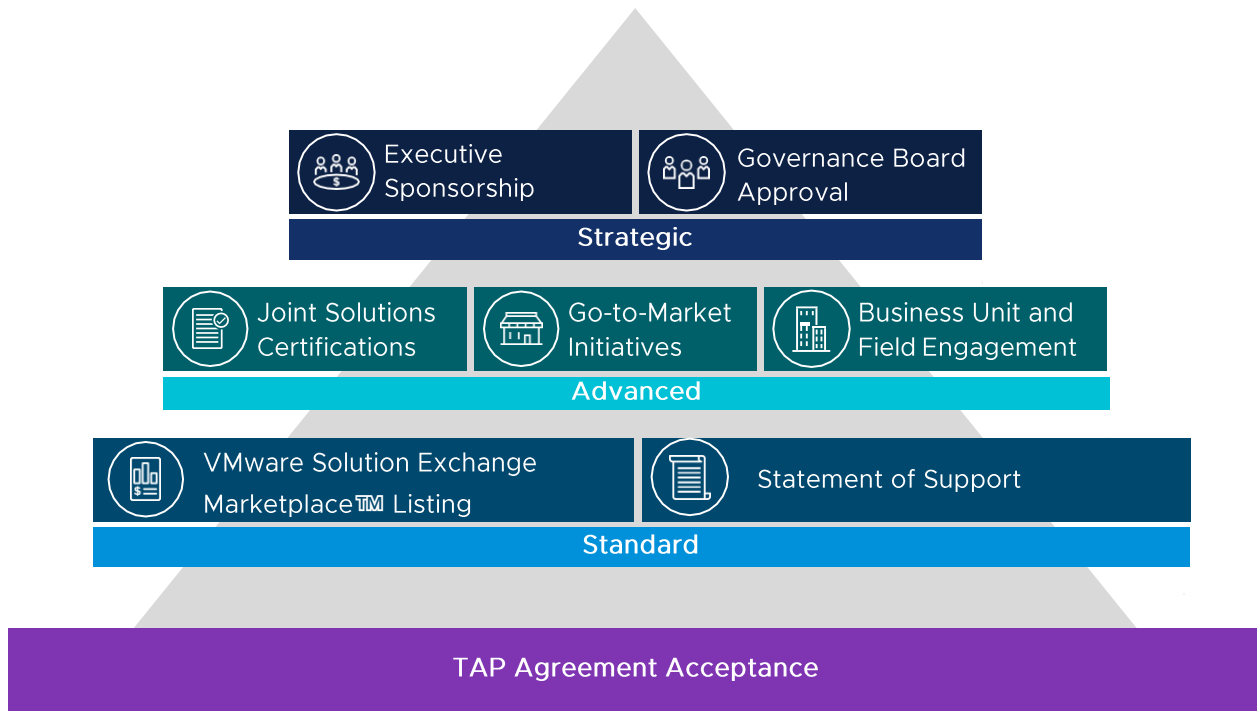 Executive
Sponsorship
Governance Board
Approval
Strategic
Joint Solutions
Certifications
Go-to-Market
Initiatives
Business Unit and
Field Engagement
Advanced
VMware Solution Exchange
Marketplace™ Listing
Statement of Support
Standard
TAP Agreement Acceptance